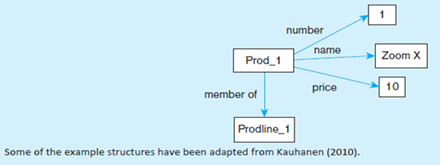 1
number
name
Prod_1
Zoom X
price
10
member of
Prodline_1
Some of the example structures have been adapted from Kauhanen (2010).